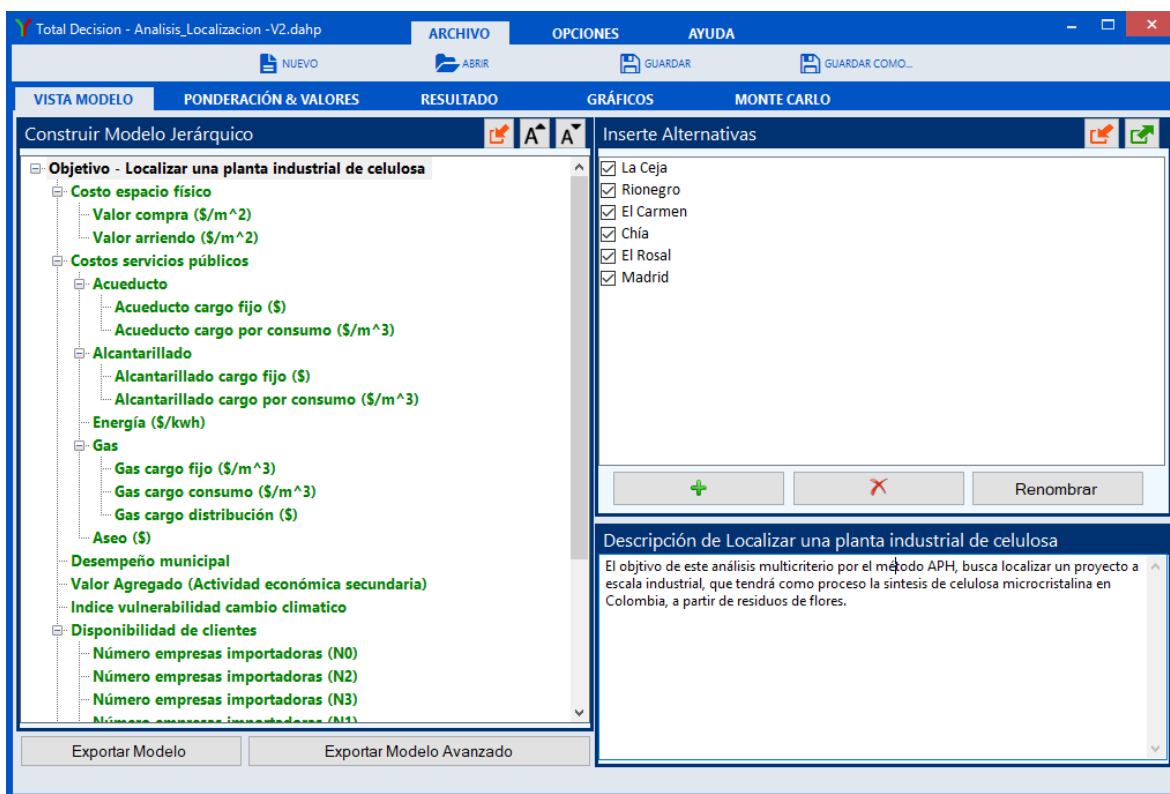 Total Decision - Analisis_Localizacion -V2.dahp
ARCHIVO OPCIONES AYUDA
NUEVO ABRIR GUARDAR GUARDAR COMO...
VISTA MODELO PONDERACIÓN & VALORES RESULTADO GRÁFICOS MONTE CARLO
Construir Modelo Jerárquico
A A
Objetivo - Localizar una planta industrial de celulosa
Costo espacio físico
Valor compra ($/m^2)
Valor arriendo ($/m^2)
Costos servicios públicos
Acueducto
Acueducto cargo fijo ($)
Acueducto cargo por consumo ($/m^3)
Alcantarillado
Alcantarillado cargo fijo ($)
Alcantarillado cargo por consumo ($/m^3)
Energía ($/kwh)
Gas
Gas cargo fijo ($/m^3)
Gas cargo consumo ($/m^3)
Gas cargo distribución ($)
Aseo ($)
Desempeño municipal
Valor Agregado (Actividad económica secundaria)
Indice vulnerabilidad cambio climatico
Disponibilidad de clientes
Número empresas importadoras (N0)
Número empresas importadoras (N2)
Número empresas importadoras (N3)
Número empresas importadoras (N1)
Exportar Modelo Exportar Modelo Avanzado
Inserte Alternativas
La Ceja
Rionegro
El Carmen
Chía
El Rosal
Madrid
Renombrar
Descripción de Localizar una planta industrial de celulosa
El objtivo de este análisis multicriterio por el método APH, busca localizar un proyecto a
escala industrial, que tendrá como proceso la sintesis de celulosa microcristalina en
Colombia, a partir de residuos de flores.